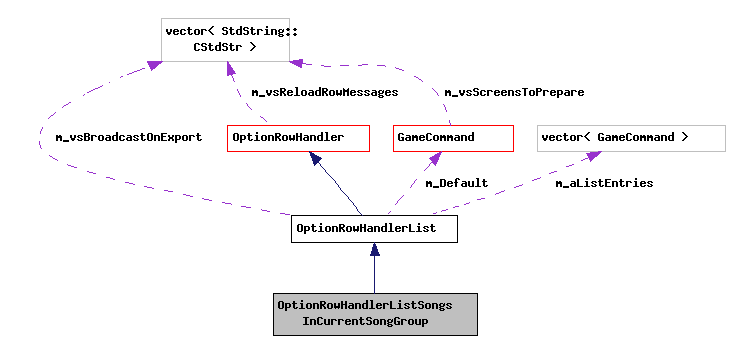 vector< StdString::
CStdStr >
m_vsReloadRowMessages
m_vsScreensToPrepare
m_vsBroadcastOnExport
OptionRowHandler
GameCommand
vector< GameCommand >
m_Default
m_aListEntries
OptionRowHandlerList
OptionRowHandlerListSongs
InCurrentSongGroup